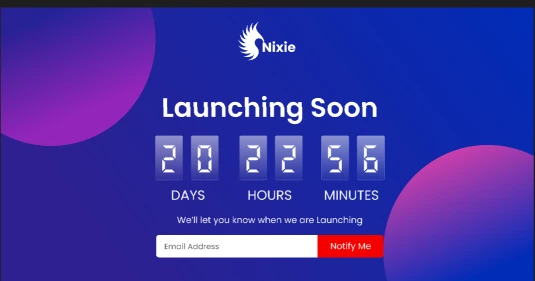 Nixie
Launching Soon
20 22 56
DAYS HOURS MINUTES
We'll let you know when we are Launching
Email Address Notify Me